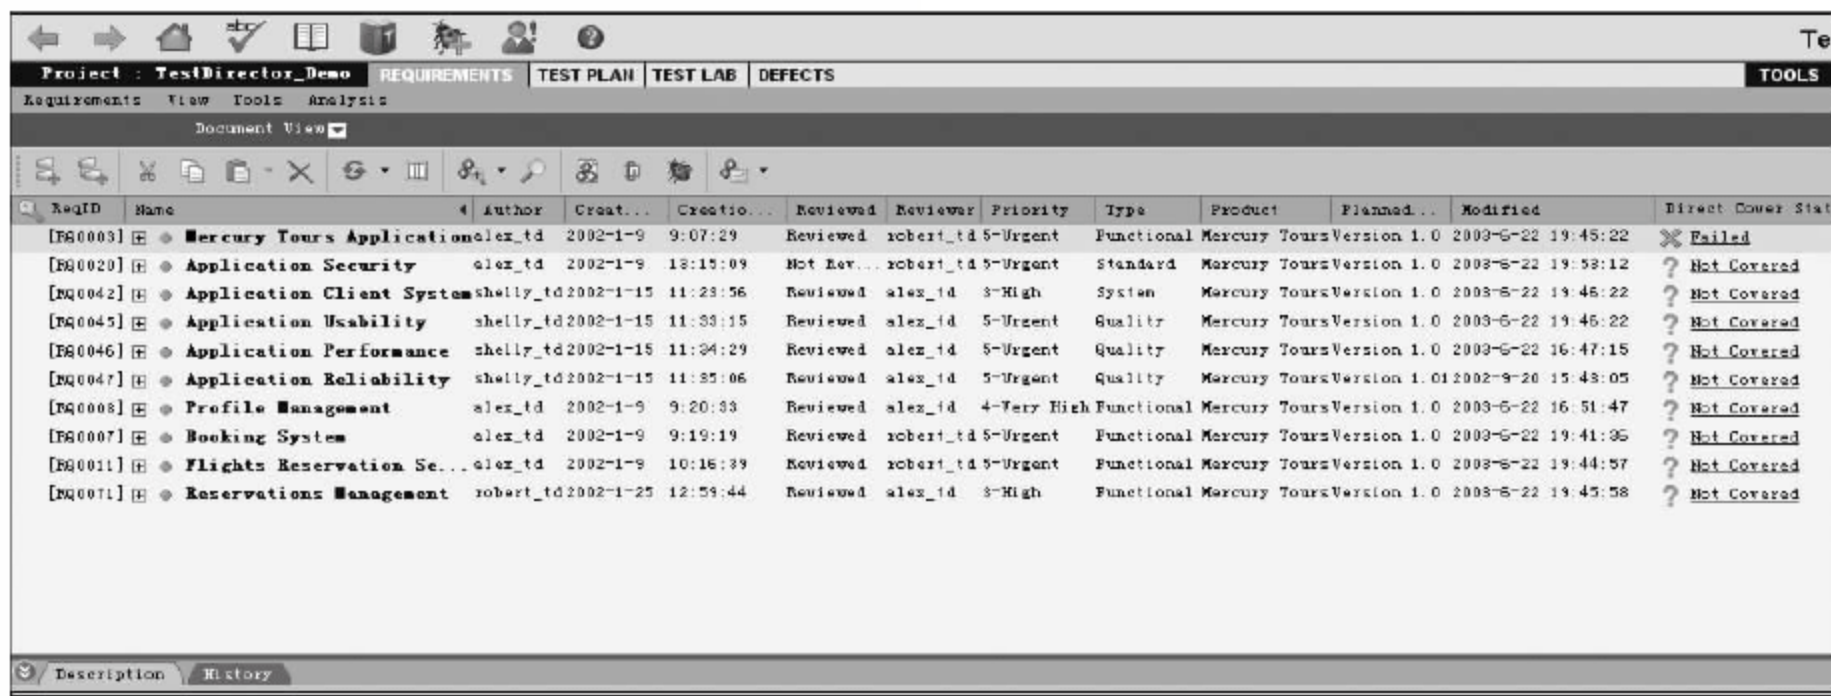 Te
Project : TestDirector_Demo REQUIREMENTS TEST PLAN TEST LAB DEFECTS TOOLS
Requirements View Tools Analysis
Document View
ReqID Name Author Creat... Creatio... Reviewed Reviewer Priority Type Product Planned... Modified Direct Cover Stat
[RQ0003] Mercury Tours Application alex_td 2002-1-9 9:07:29 Reviewed robert_td 5-Urgent Functional Mercury Tours Version 1.0 2003-6-22 19:45:22 Failed
[RQ0020] Application Security alex_td 2002-1-9 13:15:09 Not Rev... robert_td 5-Urgent Standard Mercury Tours Version 1.0 2003-6-22 19:53:12 Not Covered
[RQ0042] Application Client System shelly_td 2002-1-15 11:23:56 Reviewed alex_td 3-High System Mercury Tours Version 1.0 2003-6-22 19:46:22 Not Covered
[RQ0045] Application Usability shelly_td 2002-1-15 11:33:15 Reviewed alex_td 5-Urgent Quality Mercury Tours Version 1.0 2003-6-22 19:46:22 Not Covered
[RQ0046] Application Performance shelly_td 2002-1-15 11:34:29 Reviewed alex_td 5-Urgent Quality Mercury Tours Version 1.0 2003-6-22 16:47:15 Not Covered
[RQ0047] Application Reliability shelly_td 2002-1-15 11:35:06 Reviewed alex_td 5-Urgent Quality Mercury Tours Version 1.01 2002-9-20 15:43:05 Not Covered
[RQ0008] Profile Management alex_td 2002-1-9 9:20:33 Reviewed alex_td 4-Very High Functional Mercury Tours Version 1.0 2003-6-22 16:51:47 Not Covered
[RQ0007] Booking System alex_td 2002-1-9 9:19:19 Reviewed robert_td 5-Urgent Functional Mercury Tours Version 1.0 2003-6-22 19:41:36 Not Covered
[RQ0011] Flights Reservation Se... alex_td 2002-1-9 10:16:39 Reviewed robert_td 5-Urgent Functional Mercury Tours Version 1.0 2003-6-22 19:44:57 Not Covered
[RQ0071] Reservations Management robert_td 2002-1-25 12:59:44 Reviewed alex_td 3-High Functional Mercury Tours Version 1.0 2003-6-22 19:45:58 Not Covered
Description History